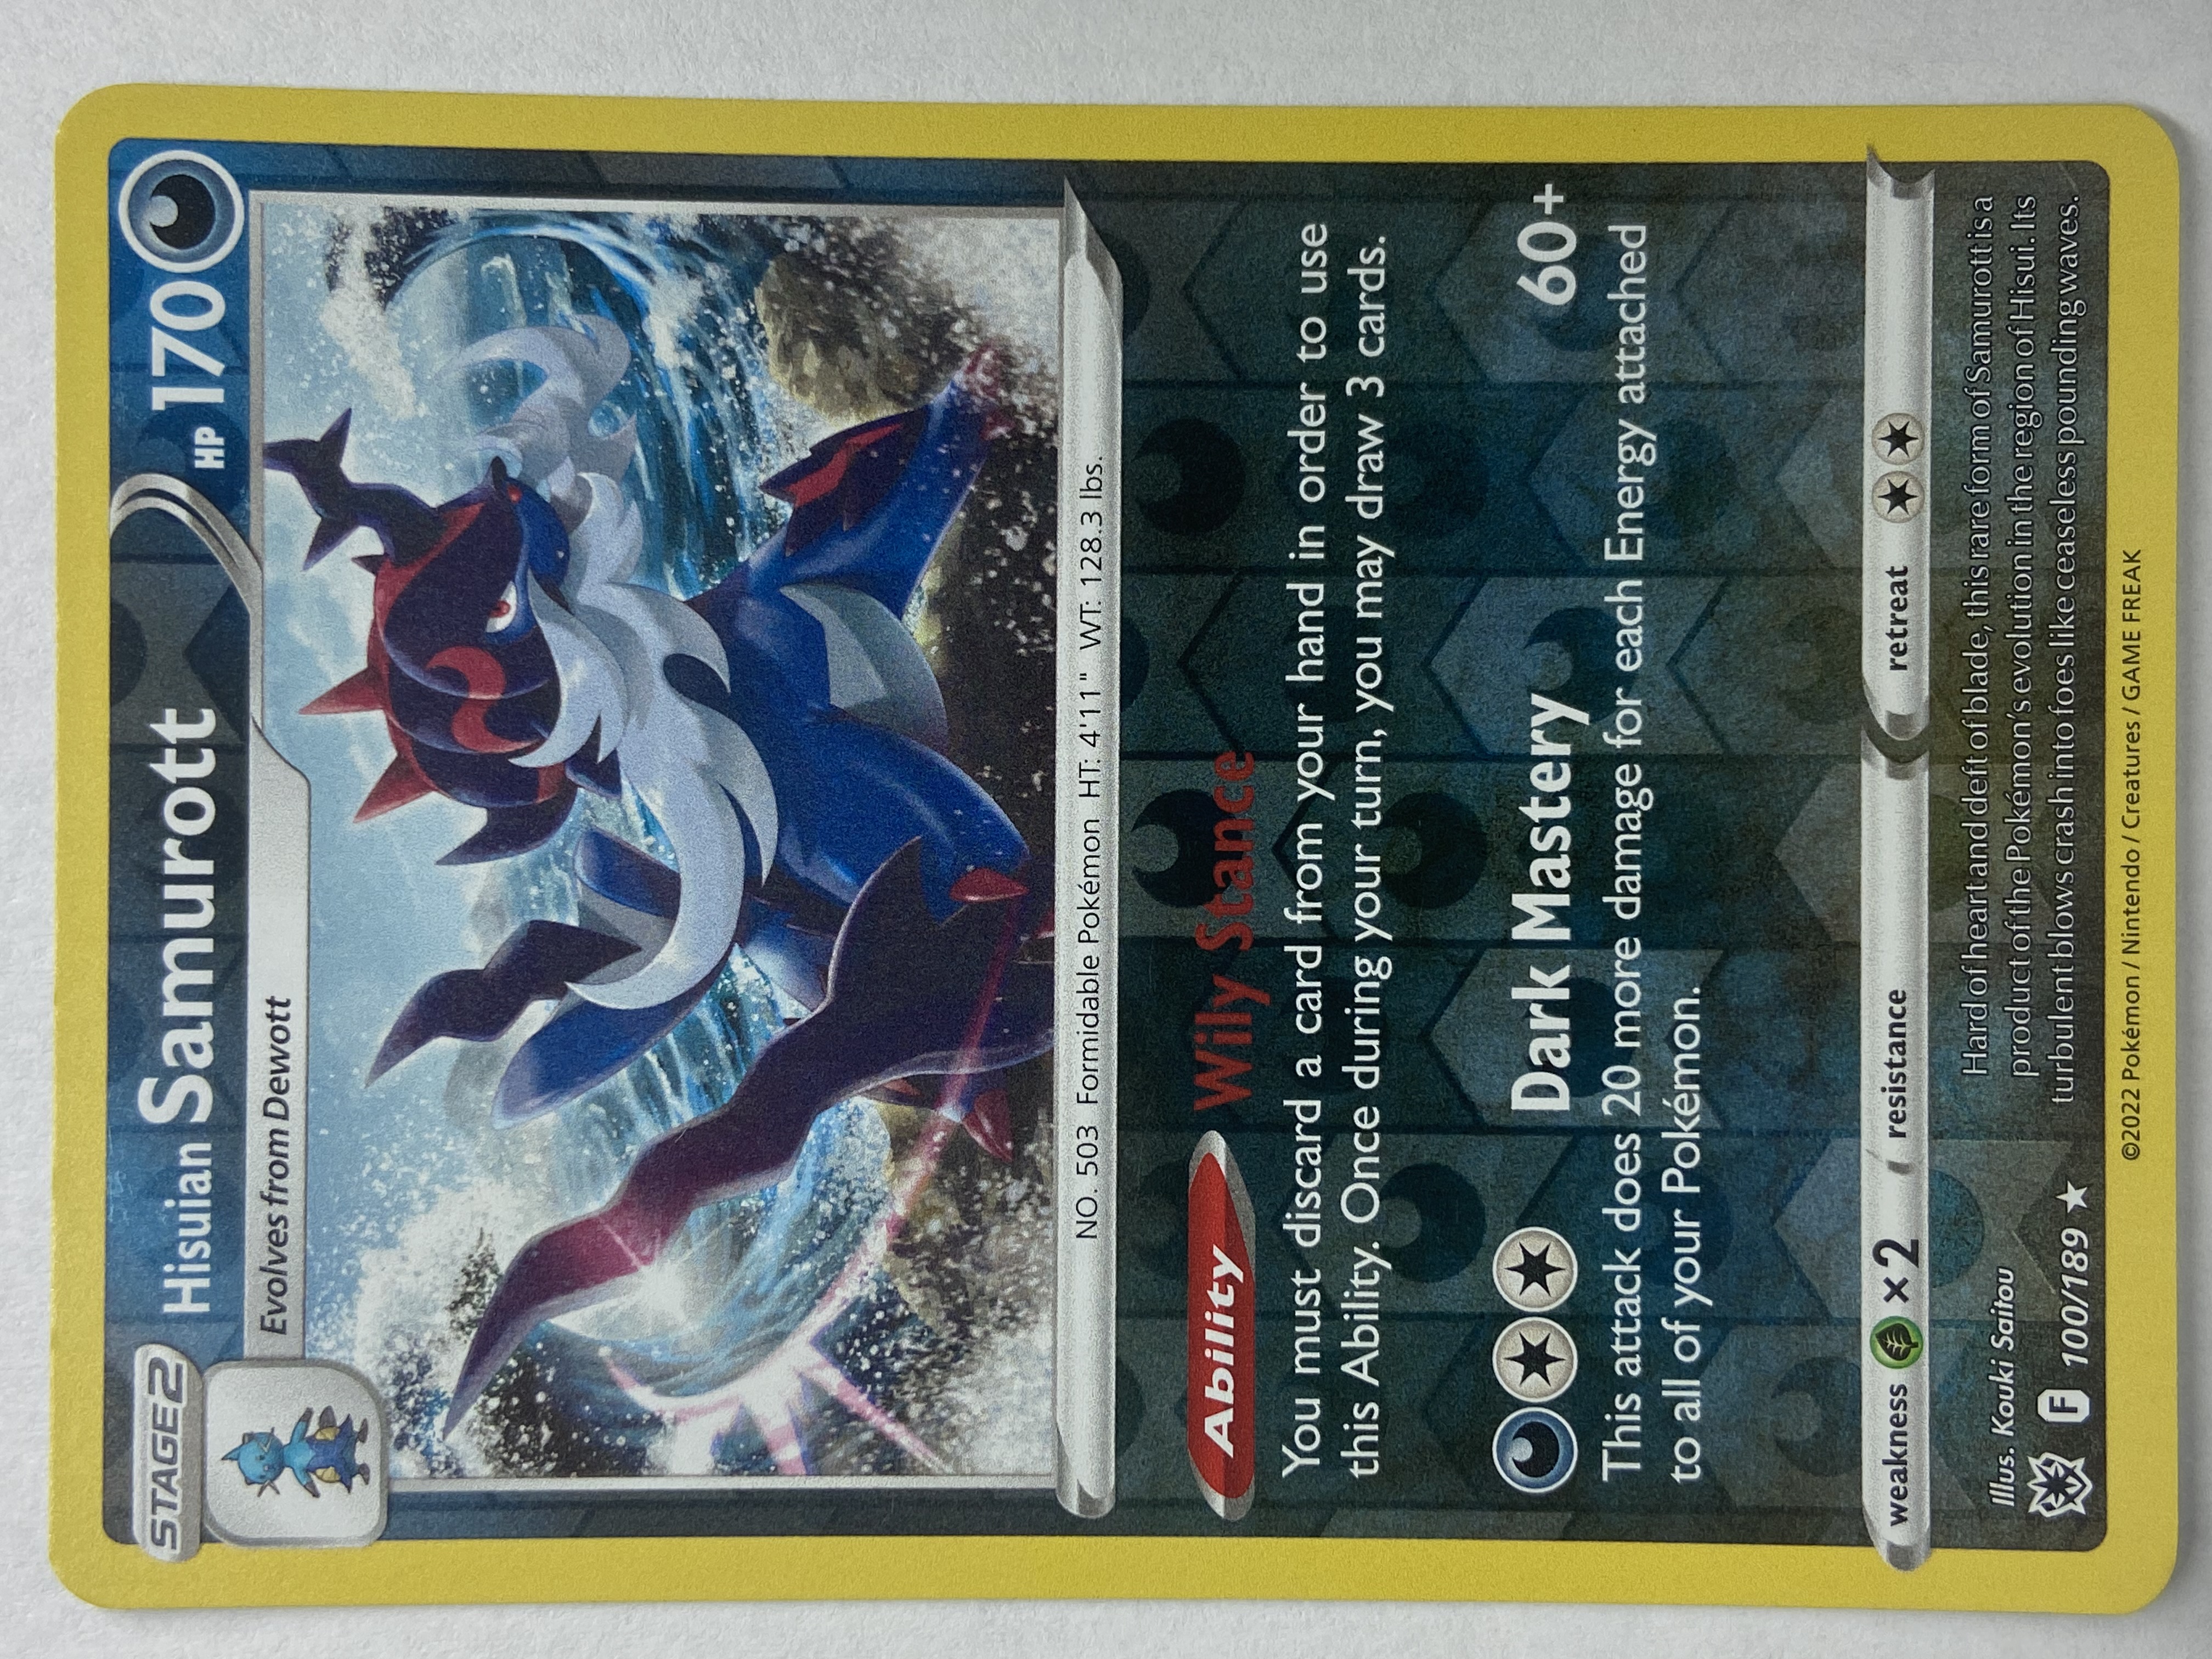 STAGE 2 Hisuian Samurott HP 170
Evolves from Dewott
NO. 503 Formidable Pokémon HT: 4'11" WT: 128.3 lbs.
Ability Wily Stance
You must discard a card from your hand in order to use
this Ability. Once during your turn, you may draw 3 cards.
Dark Mastery 60+
This attack does 20 more damage for each Energy attached
to all of your Pokémon.
weakness ×2 resistance retreat
Illus. Kouki Saitou
F 100/189 ★
Hard of heart and deft of blade, this rare form of Samurott is a
product of the Pokémon's evolution in the region of Hisui. Its
turbulent blows crash into foes like ceaseless pounding waves.
©2022 Pokémon / Nintendo / Creatures / GAME FREAK